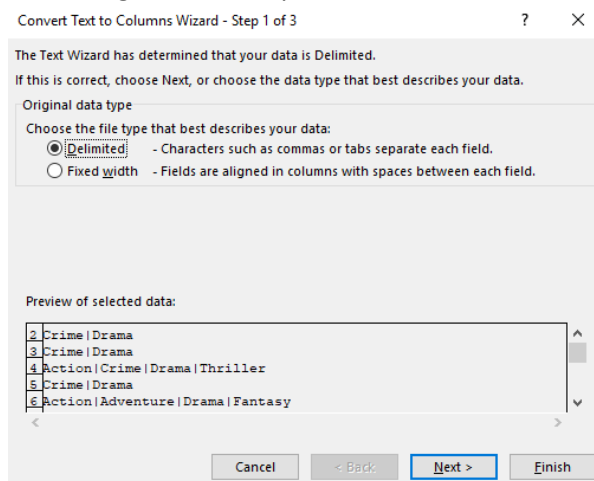 Convert Text to Columns Wizard - Step 1 of 3 ? ×
The Text Wizard has determined that your data is Delimited.
If this is correct, choose Next, or choose the data type that best describes your data.
Original data type
Choose the file type that best describes your data:
Delimited - Characters such as commas or tabs separate each field.
Fixed width - Fields are aligned in columns with spaces between each field.
Preview of selected data:
2 Crime|Drama
3 Crime|Drama
4 Action|Crime|Drama|Thriller
5 Crime|Drama
6 Action|Adventure|Drama|Fantasy
Cancel < Back Next > Finish